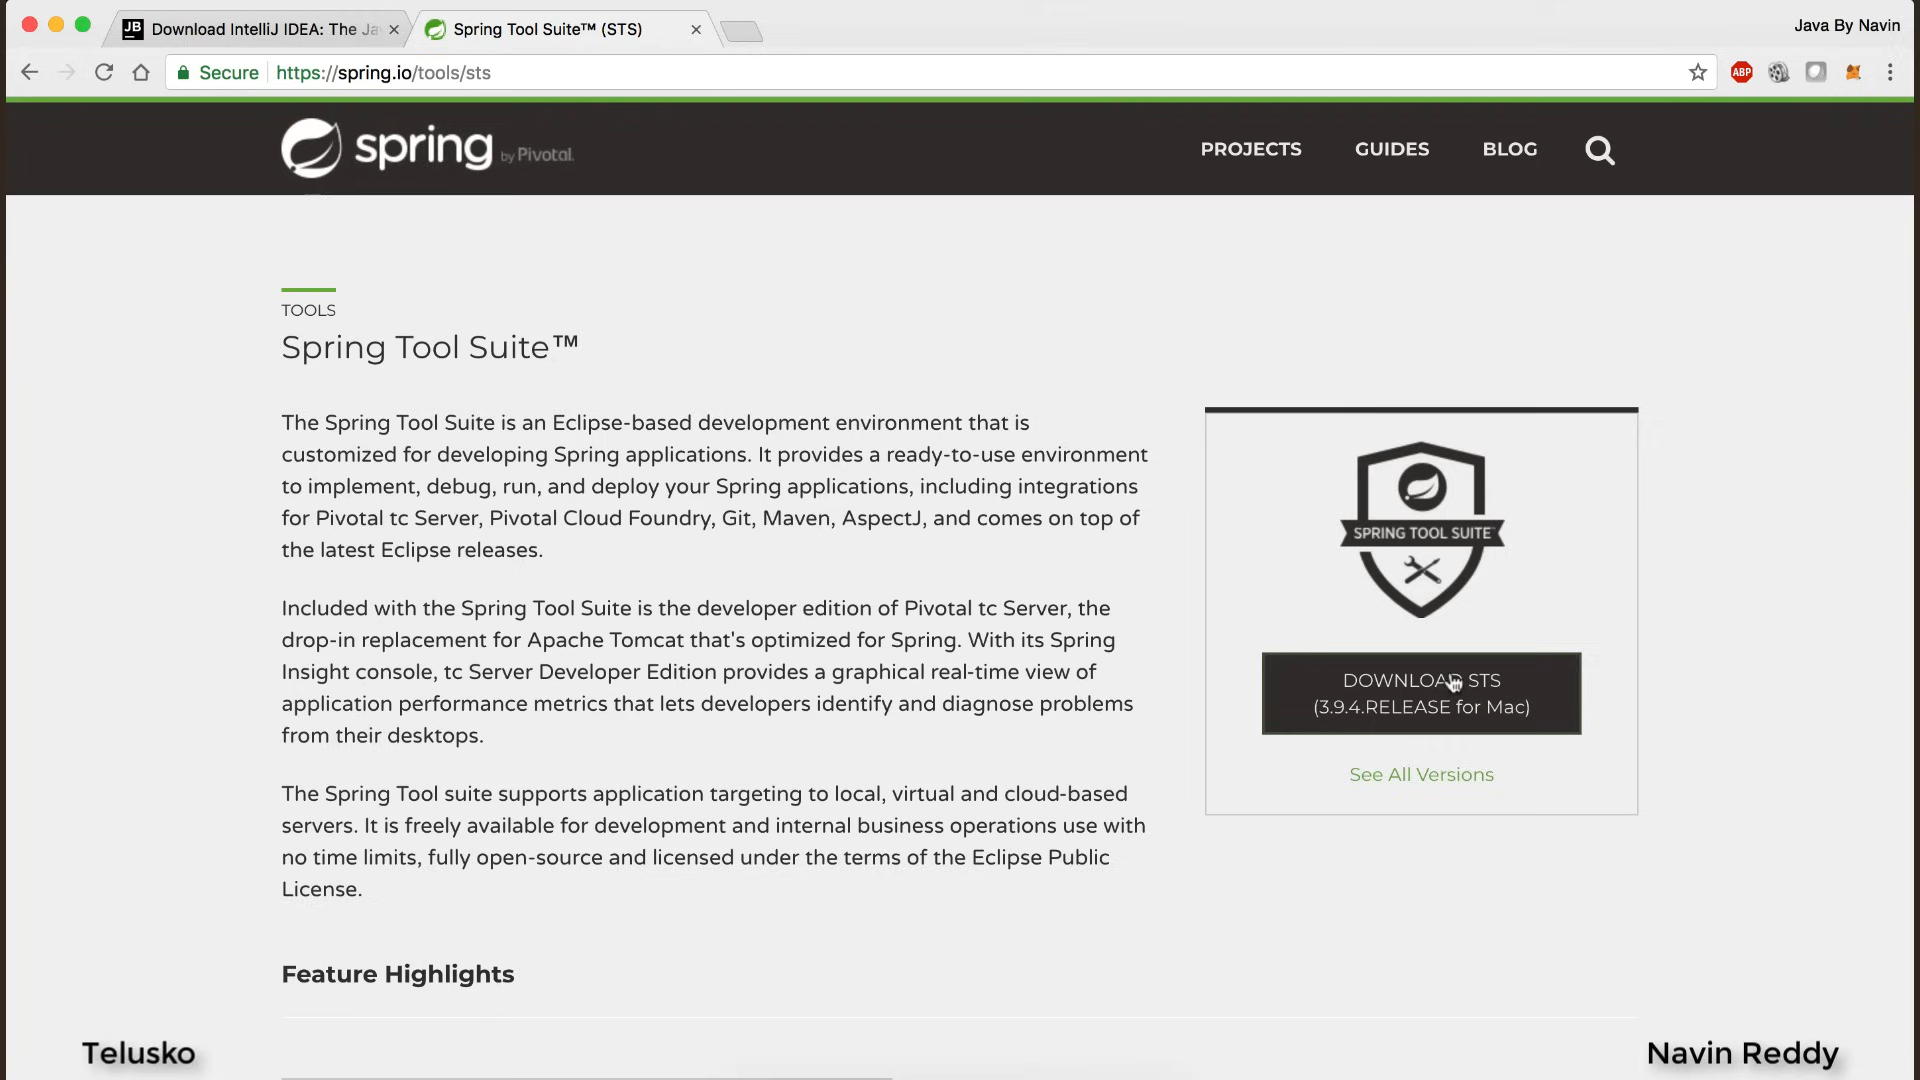 JB
Download IntelliJ IDEA: The Ja
Spring Tool Suite™ (STS)
Java By Navin
Secure
https://spring.io/tools/sts
ABP
spring by Pivotal.
PROJECTS
GUIDES
BLOG
TOOLS
Spring Tool Suite™
The Spring Tool Suite is an Eclipse-based development environment that is
customized for developing Spring applications. It provides a ready-to-use environment
to implement, debug, run, and deploy your Spring applications, including integrations
for Pivotal tc Server, Pivotal Cloud Foundry, Git, Maven, AspectJ, and comes on top of
the latest Eclipse releases.
Included with the Spring Tool Suite is the developer edition of Pivotal tc Server, the
drop-in replacement for Apache Tomcat that's optimized for Spring. With its Spring
Insight console, tc Server Developer Edition provides a graphical real-time view of
application performance metrics that lets developers identify and diagnose problems
from their desktops.
The Spring Tool suite supports application targeting to local, virtual and cloud-based
servers. It is freely available for development and internal business operations use with
no time limits, fully open-source and licensed under the terms of the Eclipse Public
License.
SPRING TOOL SUITE™
DOWNLOAD STS
(3.9.4.RELEASE for Mac)
See All Versions
Feature Highlights
Telusko
Navin Reddy